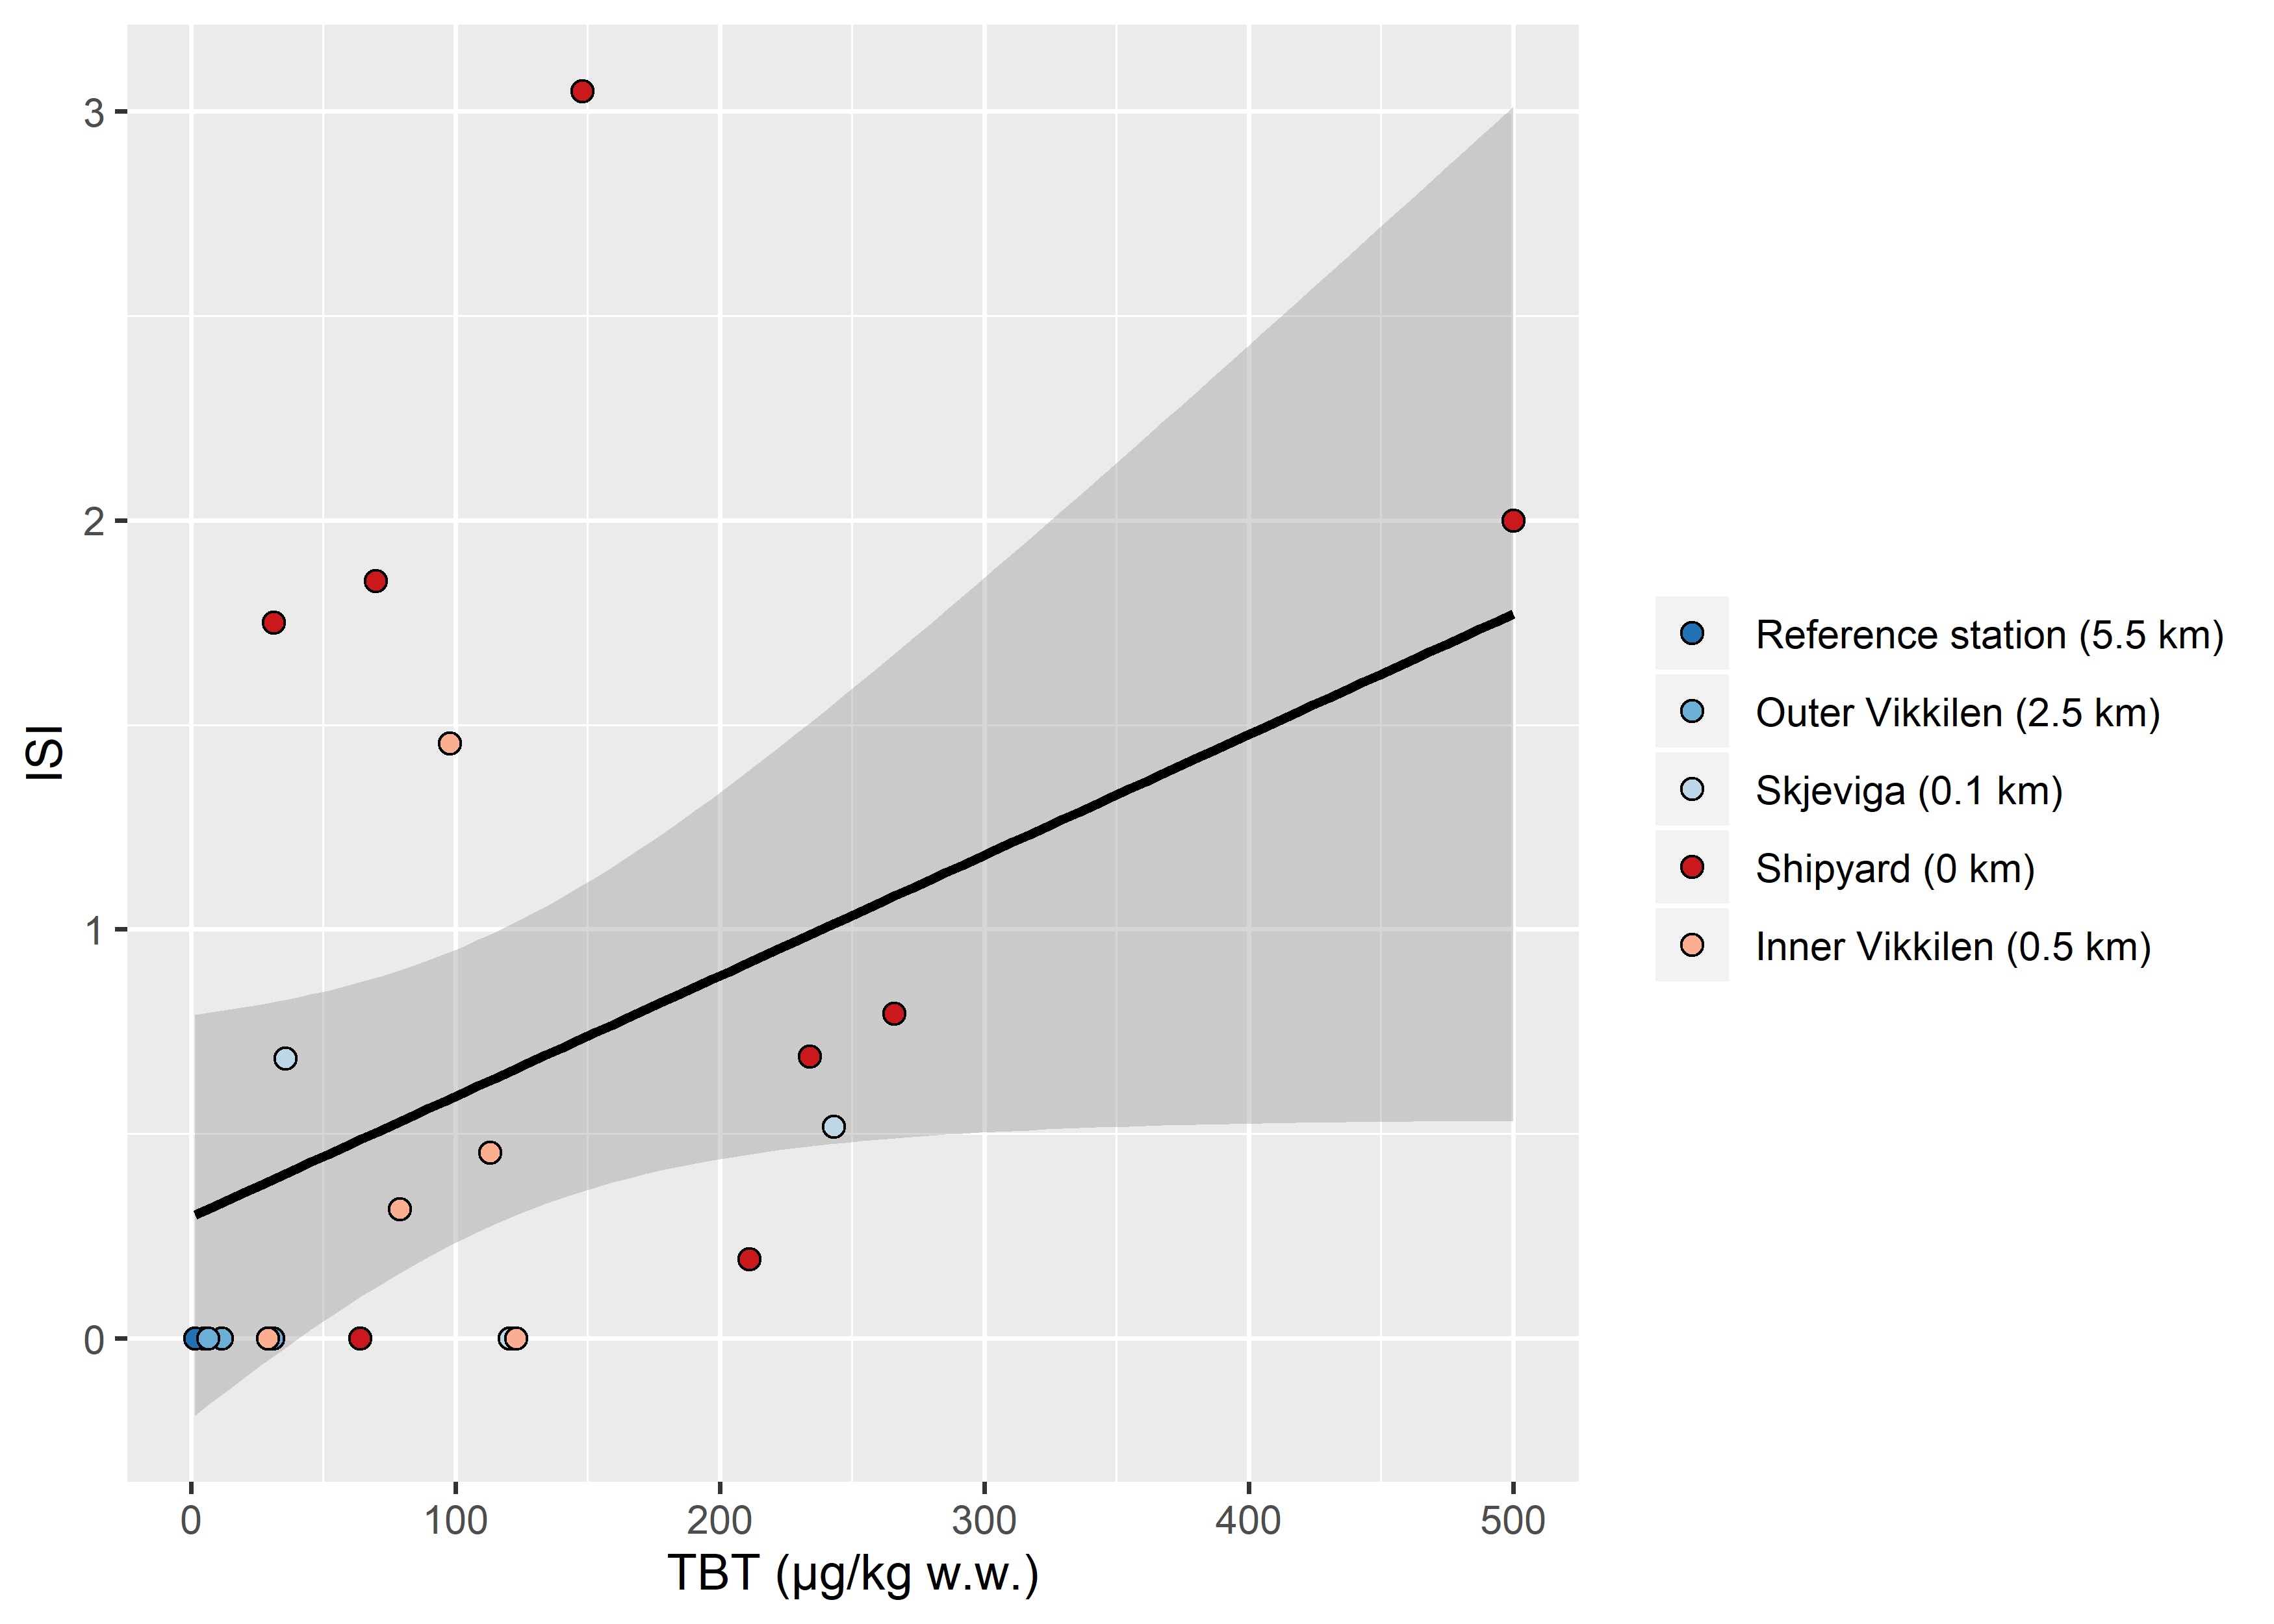 3
2
1
0
ISI
0 100 200 300 400 500
TBT (µg/kg w.w.)
Reference station (5.5 km)
Outer Vikkilen (2.5 km)
Skjeviga (0.1 km)
Shipyard (0 km)
Inner Vikkilen (0.5 km)